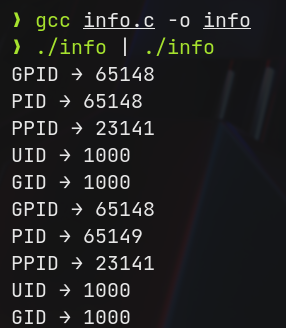 ❯ gcc info.c -o info
❯ ./info | ./info
GPID → 65148
PID → 65148
PPID → 23141
UID → 1000
GID → 1000
GPID → 65148
PID → 65149
PPID → 23141
UID → 1000
GID → 1000